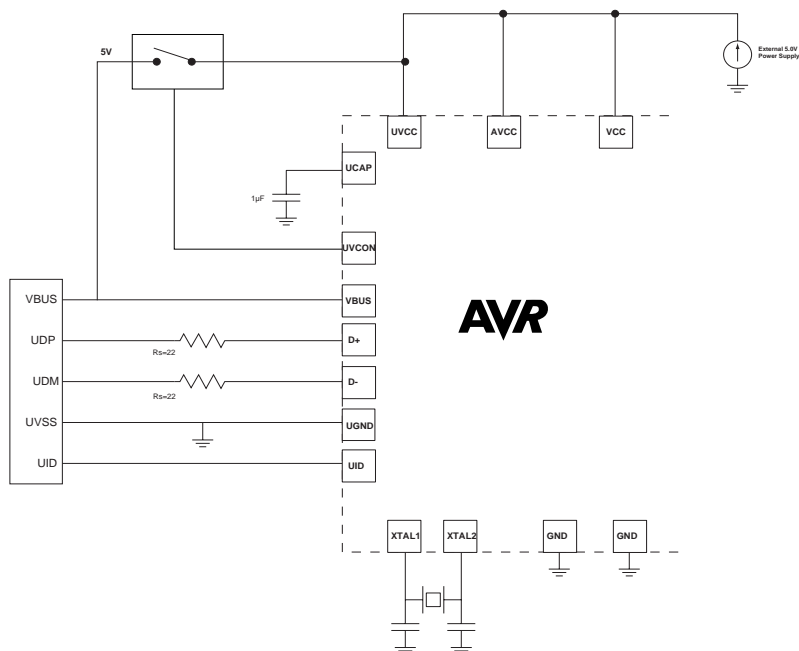 5V
External 5.0V
Power Supply
UVCC
AVCC
VCC
UCAP
1µF
UVCON
VBUS
VBUS
AVR
UDP
Rs=22
D+
UDM
Rs=22
D-
UVSS
UGND
UID
UID
XTAL1
XTAL2
GND
GND